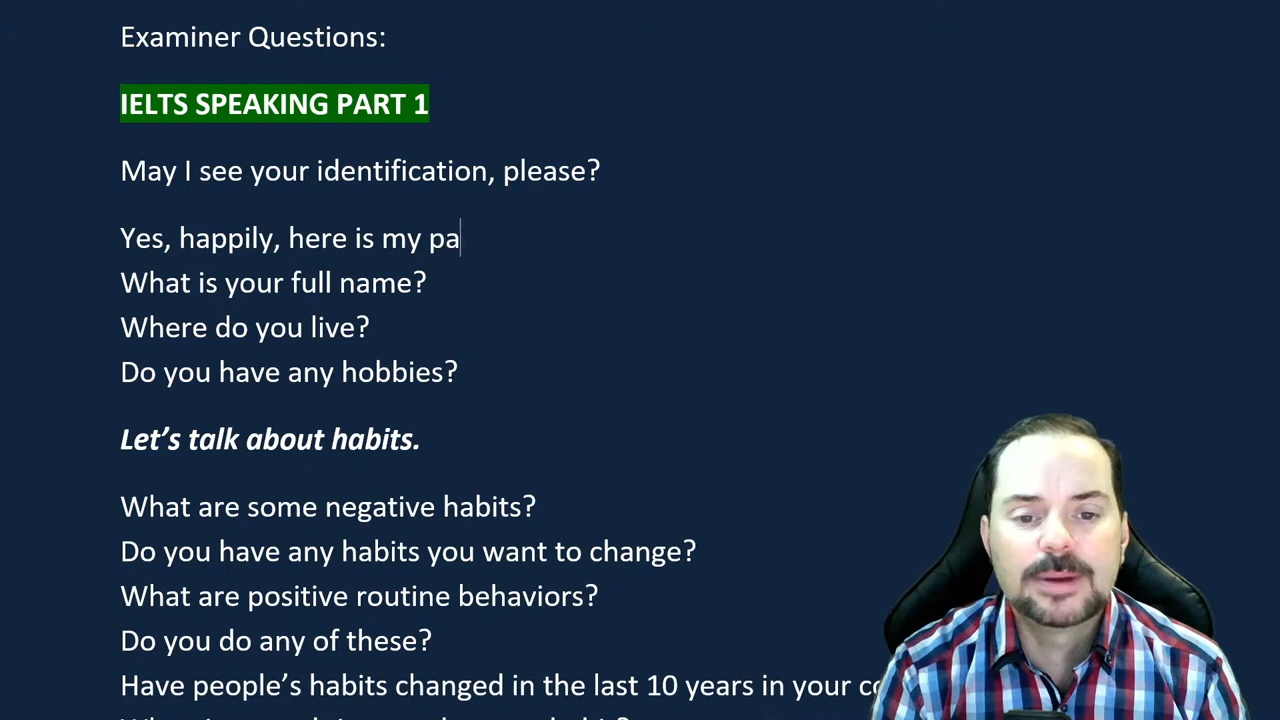 Examiner Questions:
IELTS SPEAKING PART 1
May I see your identification, please?
Yes, happily, here is my pa
What is your full name?
Where do you live?
Do you have any hobbies?
Let’s talk about habits.
What are some negative habits?
Do you have any habits you want to change?
What are positive routine behaviors?
Do you do any of these?
Have people’s habits changed in the last 10 years in your